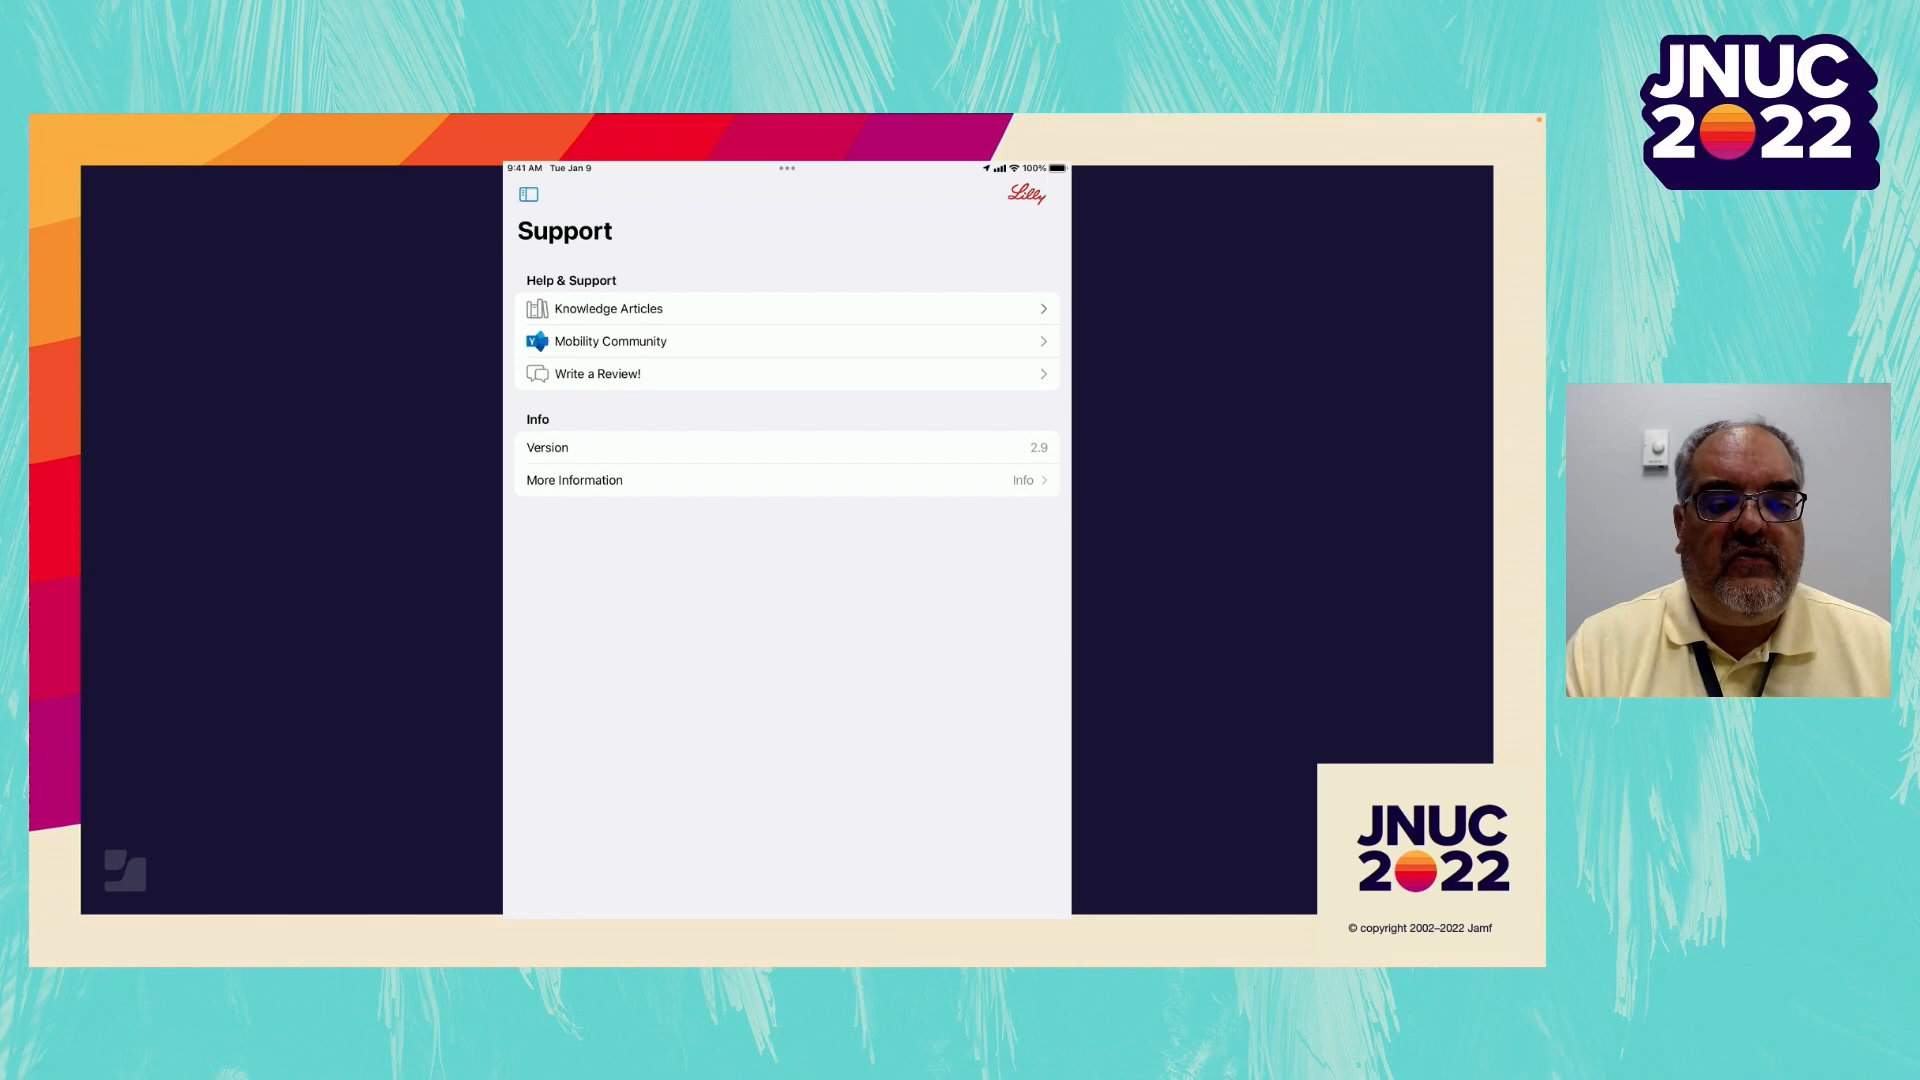 JNUC
2022
9:41 AM Tue Jan 9
100%
Lilly
Support
Help & Support
Knowledge Articles
Y Mobility Community
Write a Review!
Info
Version 2.9
More Information Info
JNUC
2022
© copyright 2002–2022 Jamf